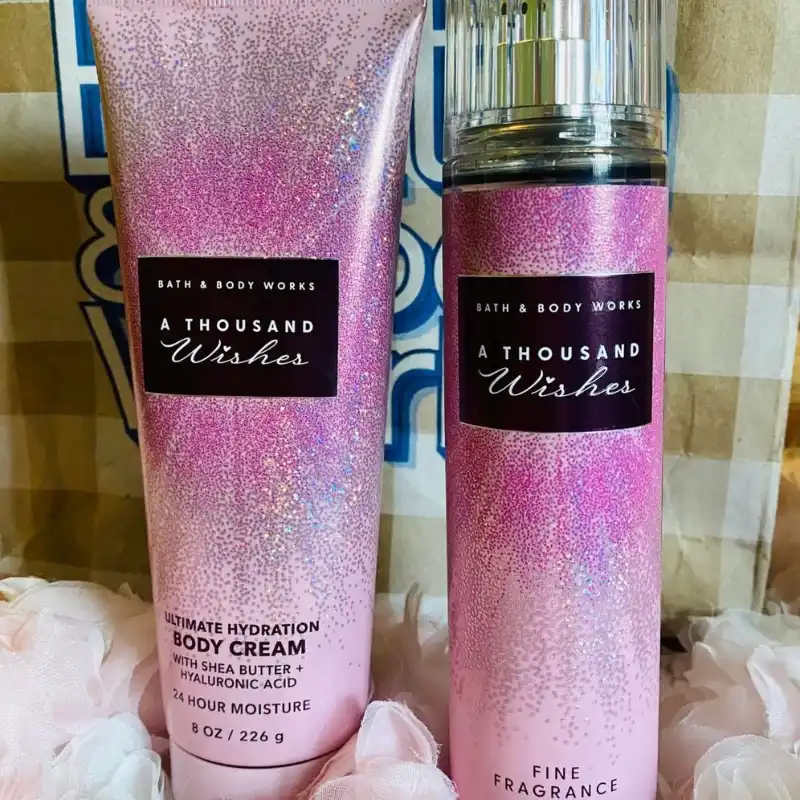 BATH & BODY WORKS
A THOUSAND
Wishes
ULTIMATE HYDRATION
BODY CREAM
WITH SHEA BUTTER +
HYALURONIC ACID
24 HOUR MOISTURE
8 OZ / 226 g
BATH & BODY WORKS
A THOUSAND
Wishes
FINE
FRAGRANCE